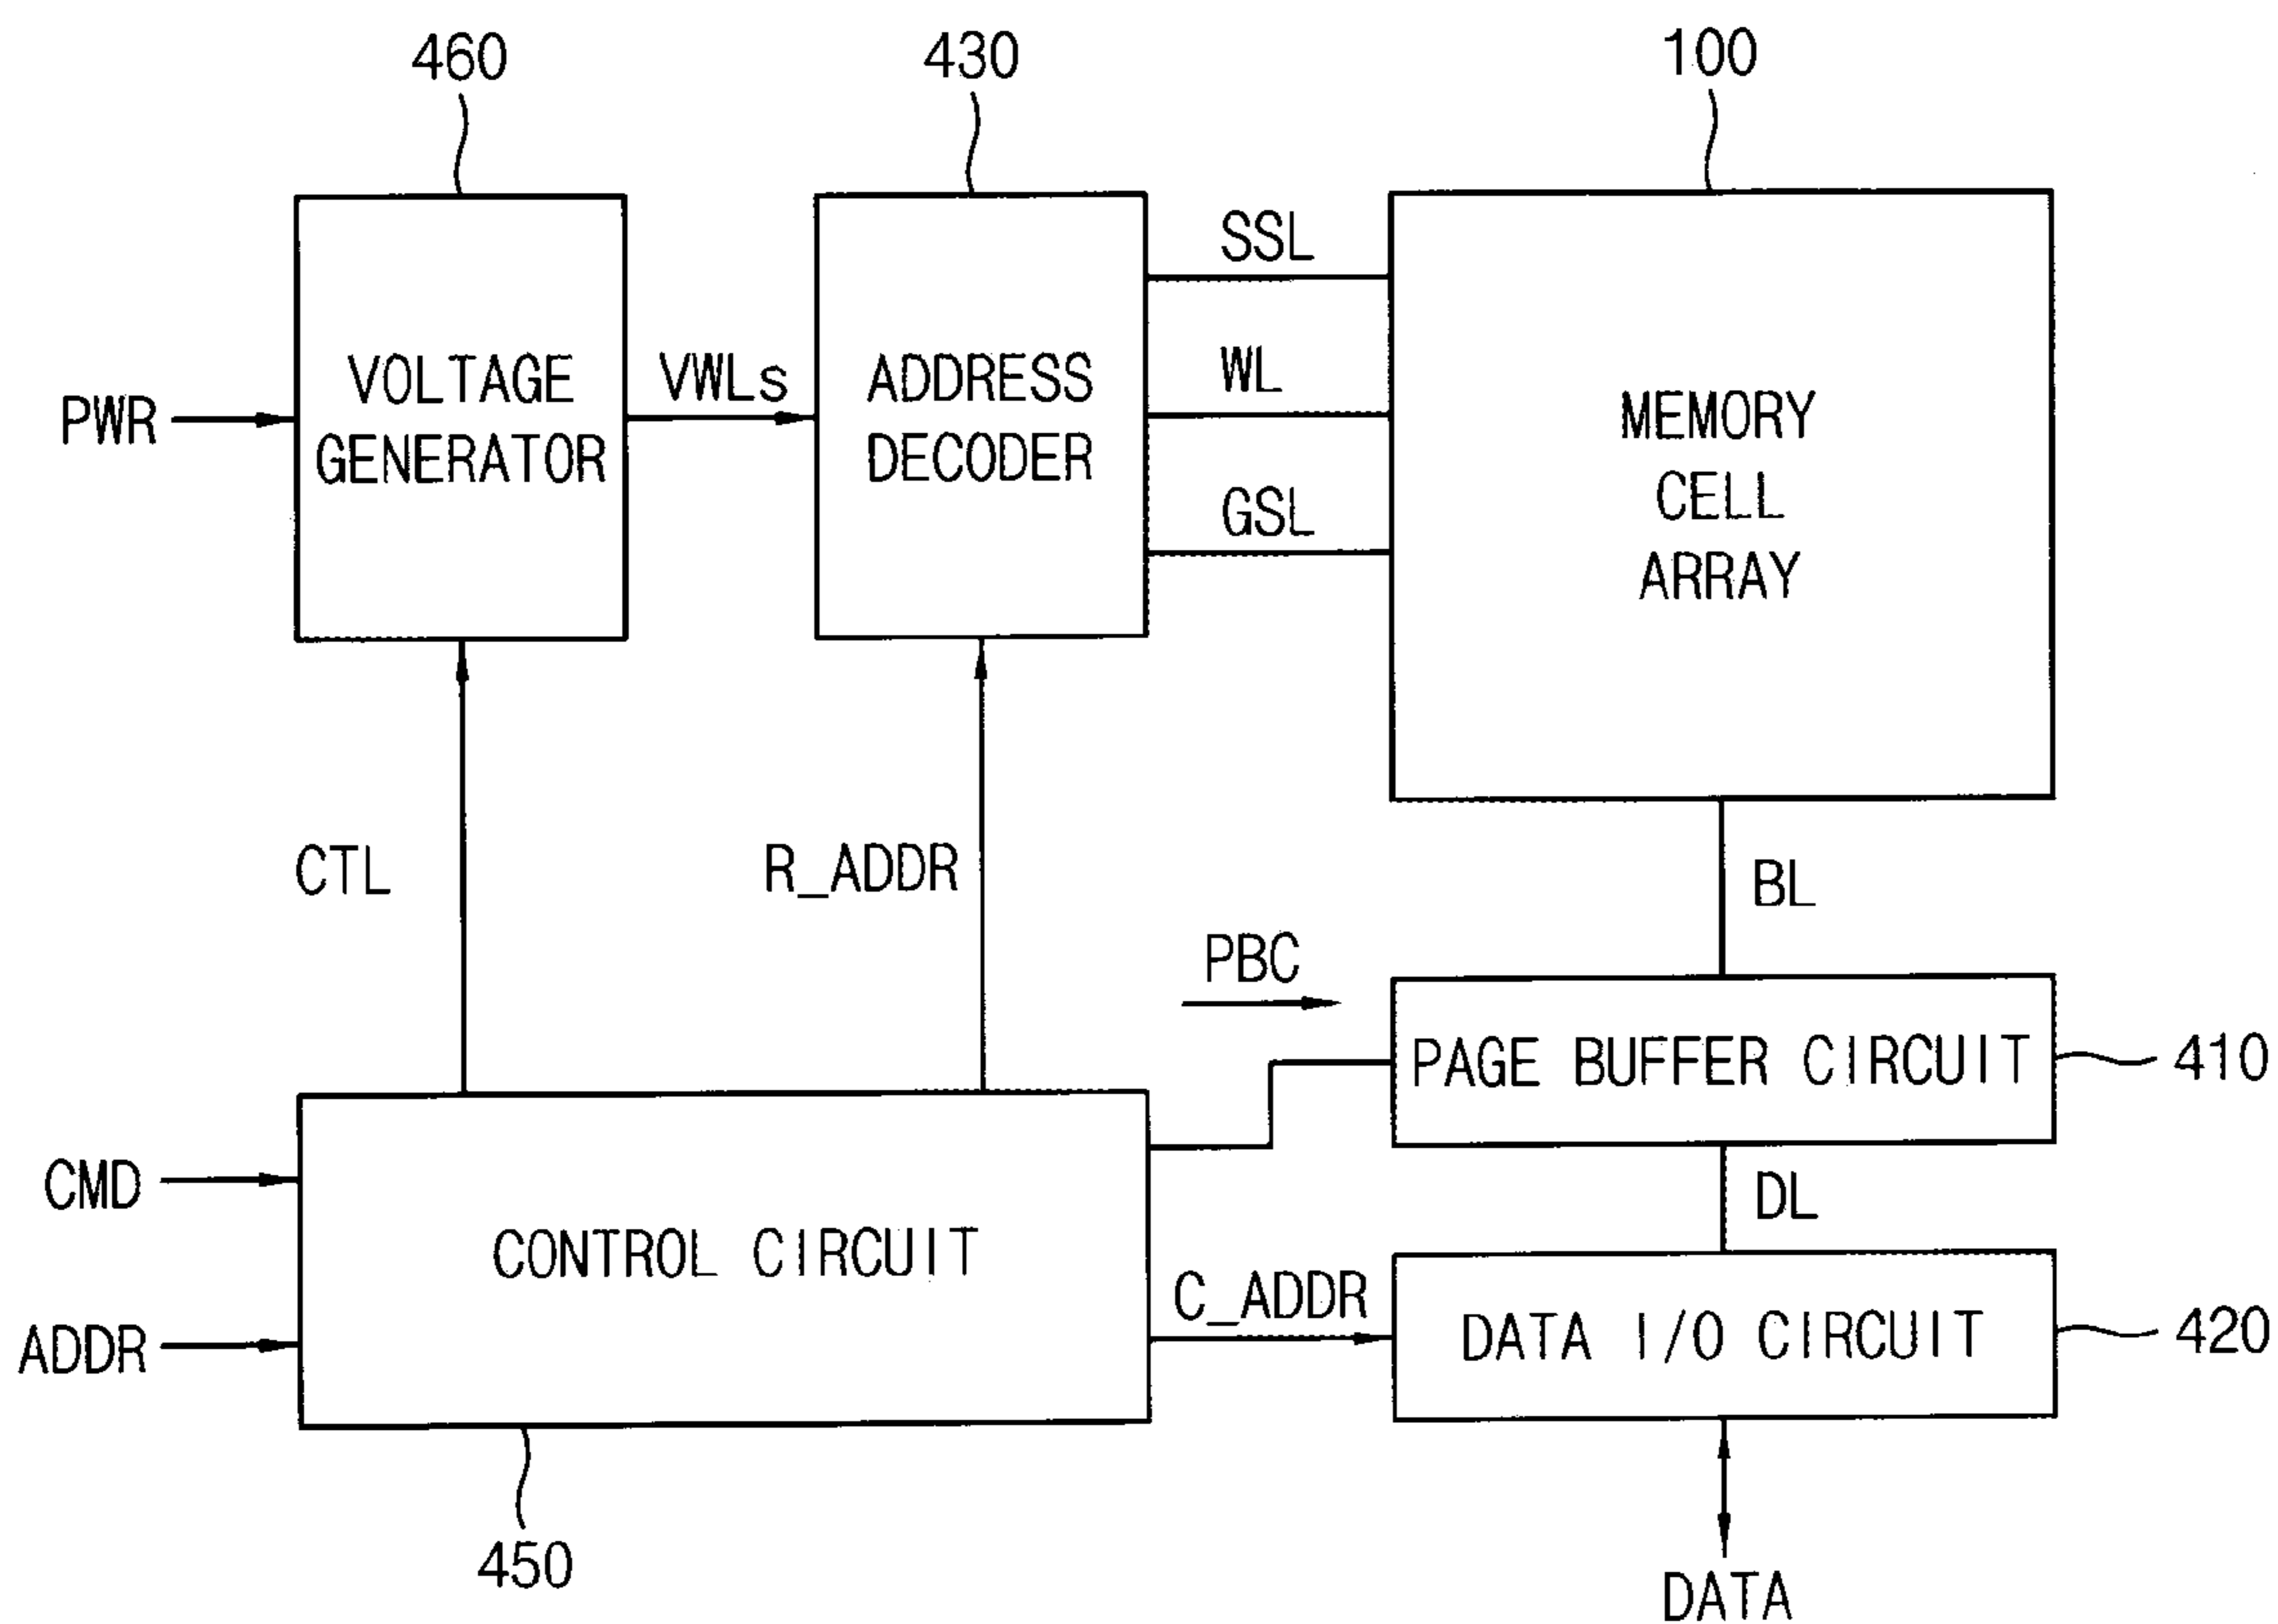 460
430
100
SSL
WL
GSL
PWR
VOLTAGE
GENERATOR
VWLs
ADDRESS
DECODER
MEMORY
CELL
ARRAY
CTL
R_ADDR
BL
PBC
PAGE BUFFER CIRCUIT
410
CMD
DL
CONTROL CIRCUIT
C_ADDR
ADDR
DATA I/O CIRCUIT
420
450
DATA